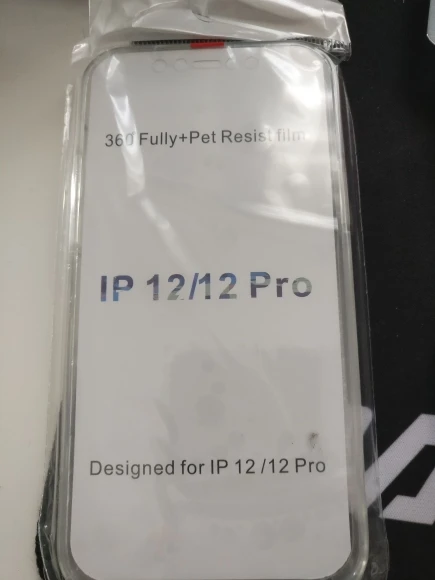 360 Fully+Pet Resist film
IP 12/12 Pro
Designed for IP 12 /12 Pro